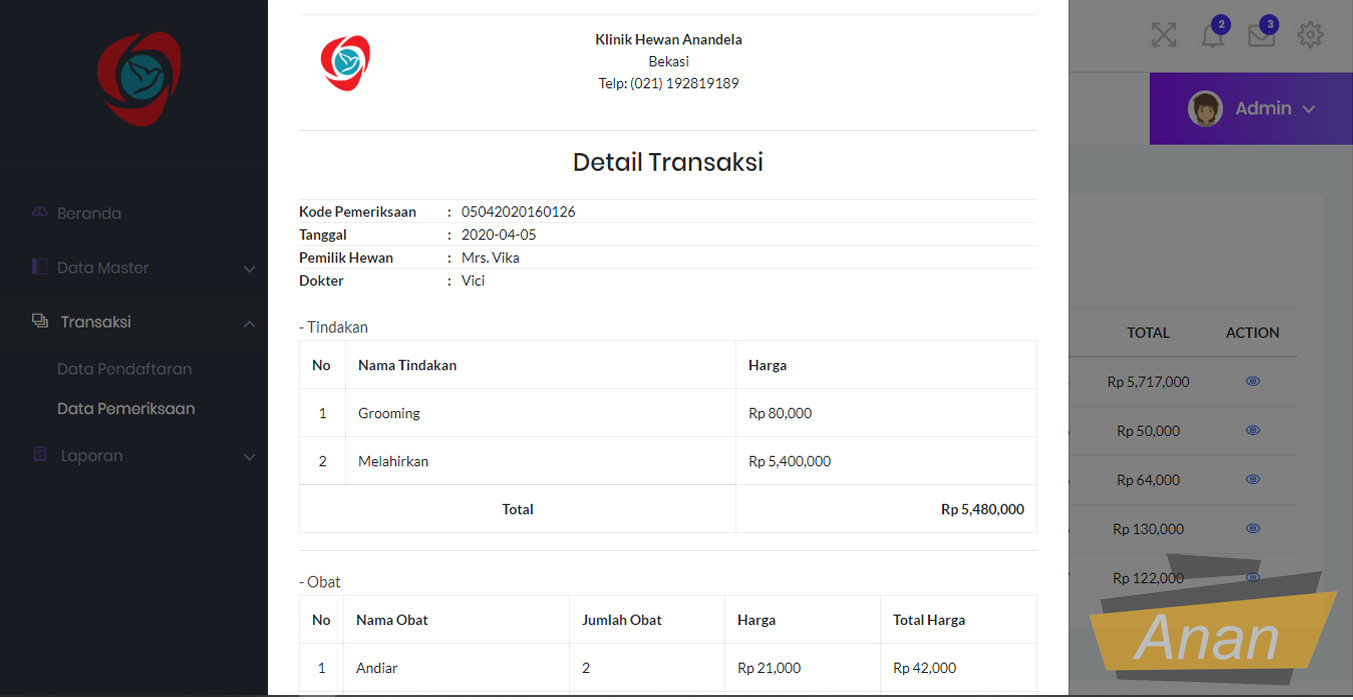 Beranda
Data Master
Transaksi
Data Pendaftaran
Data Pemeriksaan
Laporan
Klinik Hewan Anandela
Bekasi
Telp: (021) 192819189
Detail Transaksi
Kode Pemeriksaan : 05042020160126
Tanggal : 2020-04-05
Pemilik Hewan : Mrs. Vika
Dokter : Vici
- Tindakan
No Nama Tindakan Harga
1 Grooming Rp 80,000
2 Melahirkan Rp 5,400,000
Total Rp 5,480,000
- Obat
No Nama Obat Jumlah Obat Harga Total Harga
1 Andiar 2 Rp 21,000 Rp 42,000
2 3
Admin
TOTAL ACTION
Rp 5,717,000
Rp 50,000
Rp 64,000
Rp 130,000
Rp 122,000
Anan